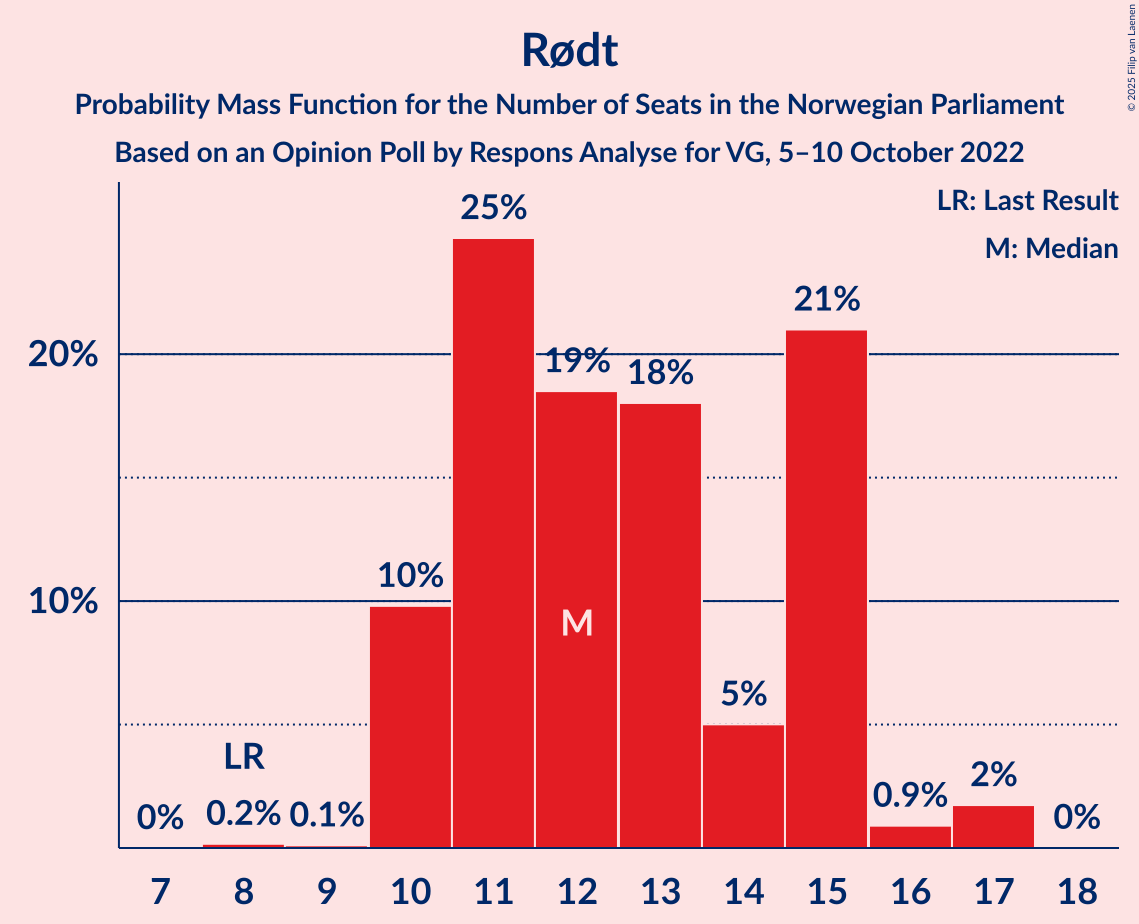 Rødt
Probability Mass Function for the Number of Seats in the Norwegian Parliament
Based on an Opinion Poll by Respons Analyse for VG, 5–10 October 2022
© 2025 Filip van Laenen
LR: Last Result
M: Median
20%
10%
0%
LR
0.2%
0.1%
10%
25%
19%
M
18%
5%
21%
0.9%
2%
0%
7 8 9 10 11 12 13 14 15 16 17 18